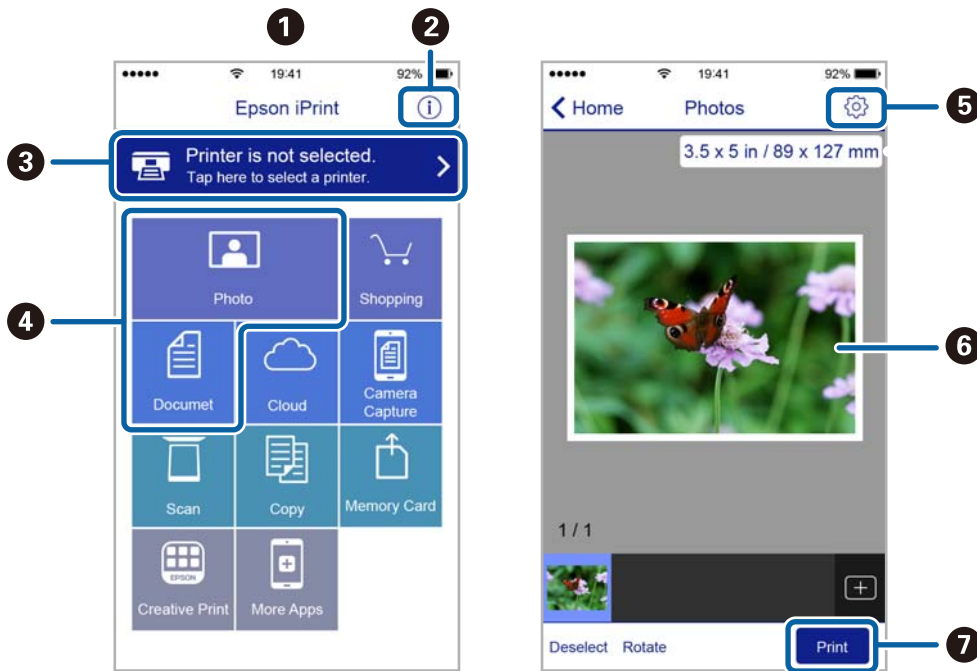 1
2
19:41
92%
Epson iPrint
3
Printer is not selected.
Tap here to select a printer.
4
Photo
Shopping
Documet
Cloud
Camera
Capture
Scan
Copy
Memory Card
EPSON
Creative Print
More Apps
19:41
92%
Home
Photos
5
3.5 x 5 in / 89 x 127 mm
6
1 / 1
Deselect
Rotate
Print
7